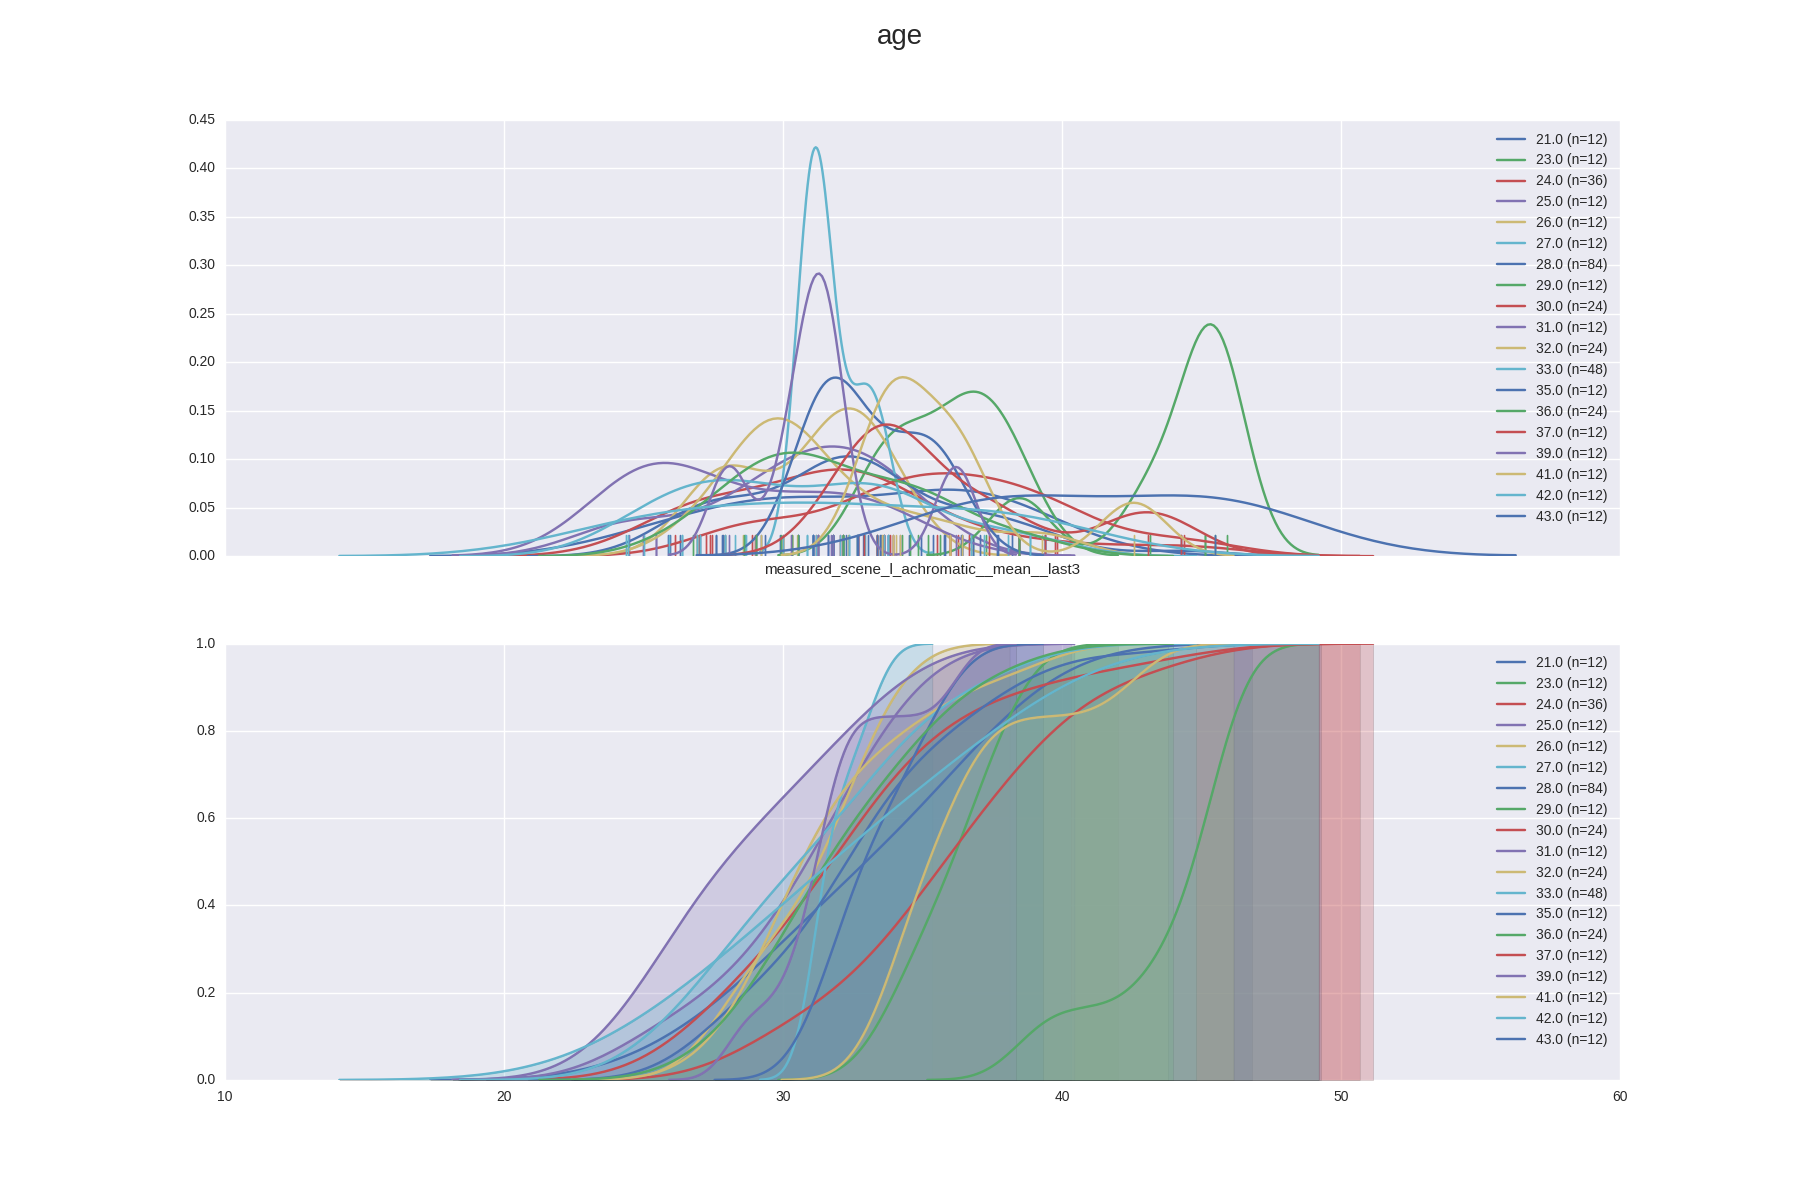 age
0.45
0.40
0.35
0.30
0.25
0.20
0.15
0.10
0.05
0.00
21.0 (n=12)
23.0 (n=12)
24.0 (n=36)
25.0 (n=12)
26.0 (n=12)
27.0 (n=12)
28.0 (n=84)
29.0 (n=12)
30.0 (n=24)
31.0 (n=12)
32.0 (n=24)
33.0 (n=48)
35.0 (n=12)
36.0 (n=24)
37.0 (n=12)
39.0 (n=12)
41.0 (n=12)
42.0 (n=12)
43.0 (n=12)
measured_scene_l_achromatic__mean__last3
1.0
0.8
0.6
0.4
0.2
0.0
21.0 (n=12)
23.0 (n=12)
24.0 (n=36)
25.0 (n=12)
26.0 (n=12)
27.0 (n=12)
28.0 (n=84)
29.0 (n=12)
30.0 (n=24)
31.0 (n=12)
32.0 (n=24)
33.0 (n=48)
35.0 (n=12)
36.0 (n=24)
37.0 (n=12)
39.0 (n=12)
41.0 (n=12)
42.0 (n=12)
43.0 (n=12)
10 20 30 40 50 60